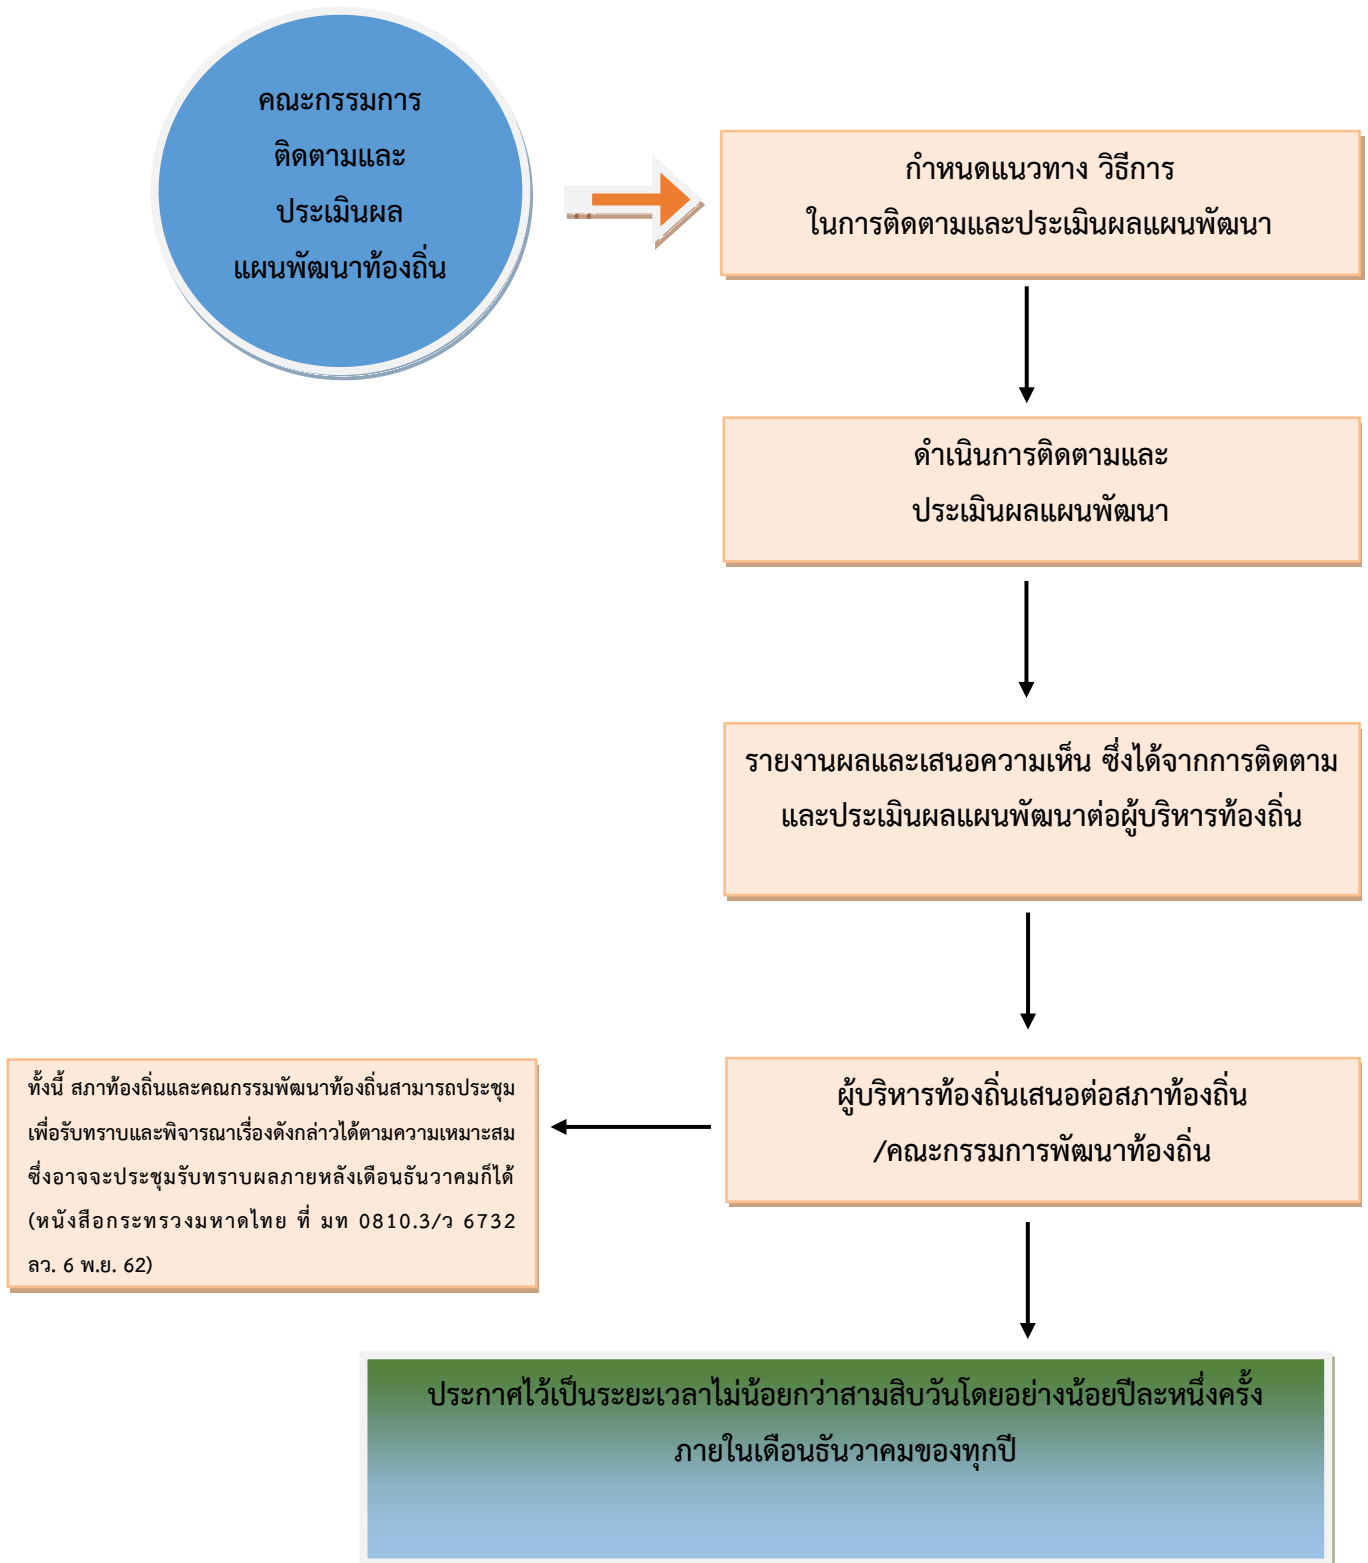 คณะกรรมการ
ติดตามและ
ประเมินผล
แผนพัฒนาท้องถิ่น
กำหนดแนวทาง วิธีการ
ในการติดตามและประเมินผลแผนพัฒนา
ดำเนินการติดตามและ
ประเมินผลแผนพัฒนา
รายงานผลและเสนอความเห็น ซึ่งได้จากการติดตาม
และประเมินผลแผนพัฒนาต่อผู้บริหารท้องถิ่น
ผู้บริหารท้องถิ่นเสนอต่อสภาท้องถิ่น
/คณะกรรมการพัฒนาท้องถิ่น
ทั้งนี้ สภาท้องถิ่นและคณกรรมพัฒนาท้องถิ่นสามารถประชุม
เพื่อรับทราบและพิจารณาเรื่องดังกล่าวได้ตามความเหมาะสม
ซึ่งอาจจะประชุมรับทราบผลภายหลังเดือนธันวาคมก็ได้
(หนังสือกระทรวงมหาดไทย ที่ มท 0810.3/ว 6732
ลว. 6 พ.ย. 62)
ประกาศไว้เป็นระยะเวลาไม่น้อยกว่าสามสิบวันโดยอย่างน้อยปีละหนึ่งครั้ง
ภายในเดือนธันวาคมของทุกปี